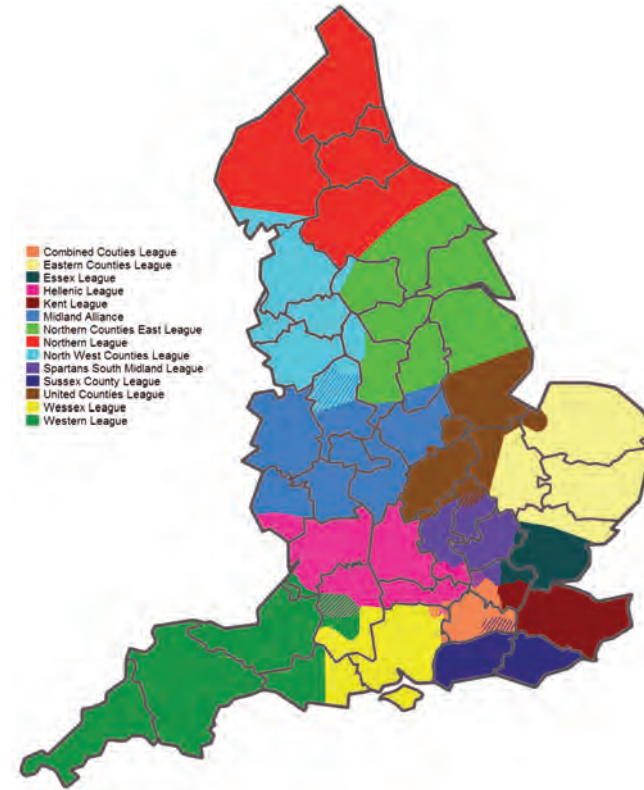 Combined Couties League
Eastern Counties League
Essex League
Hellenic League
Kent League
Midland Alliance
Northern Counties East League
Northern League
North West Counties League
Spartans South Midland League
Sussex County League
United Counties League
Wessex League
Western League